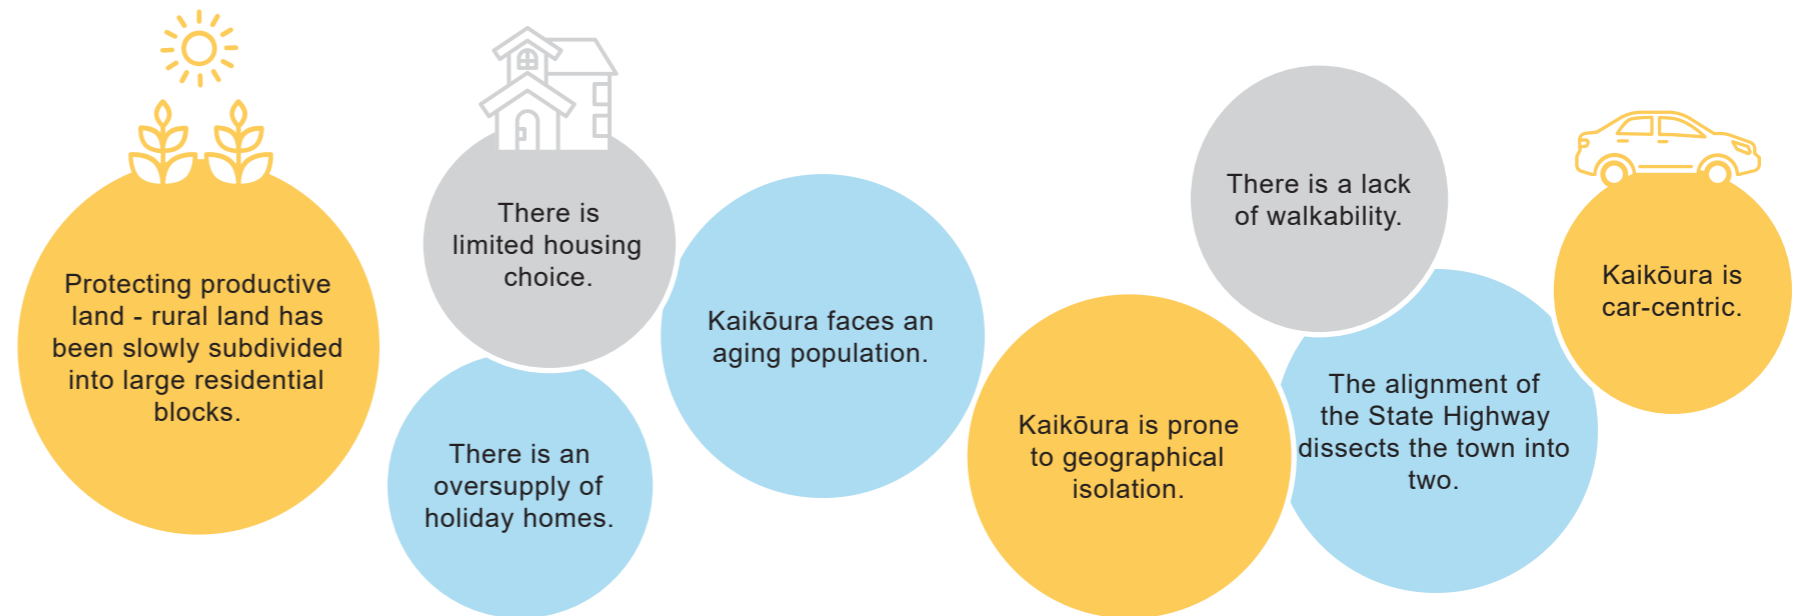 Protecting productive
land - rural land has
been slowly subdivided
into large residential
blocks.
There is
limited housing
choice.
There is an
oversupply of
holiday homes.
Kaikōura faces an
aging population.
Kaikōura is prone
to geographical
isolation.
There is a lack
of walkability.
The alignment of
the State Highway
dissects the town into
two.
Kaikōura is
car-centric.